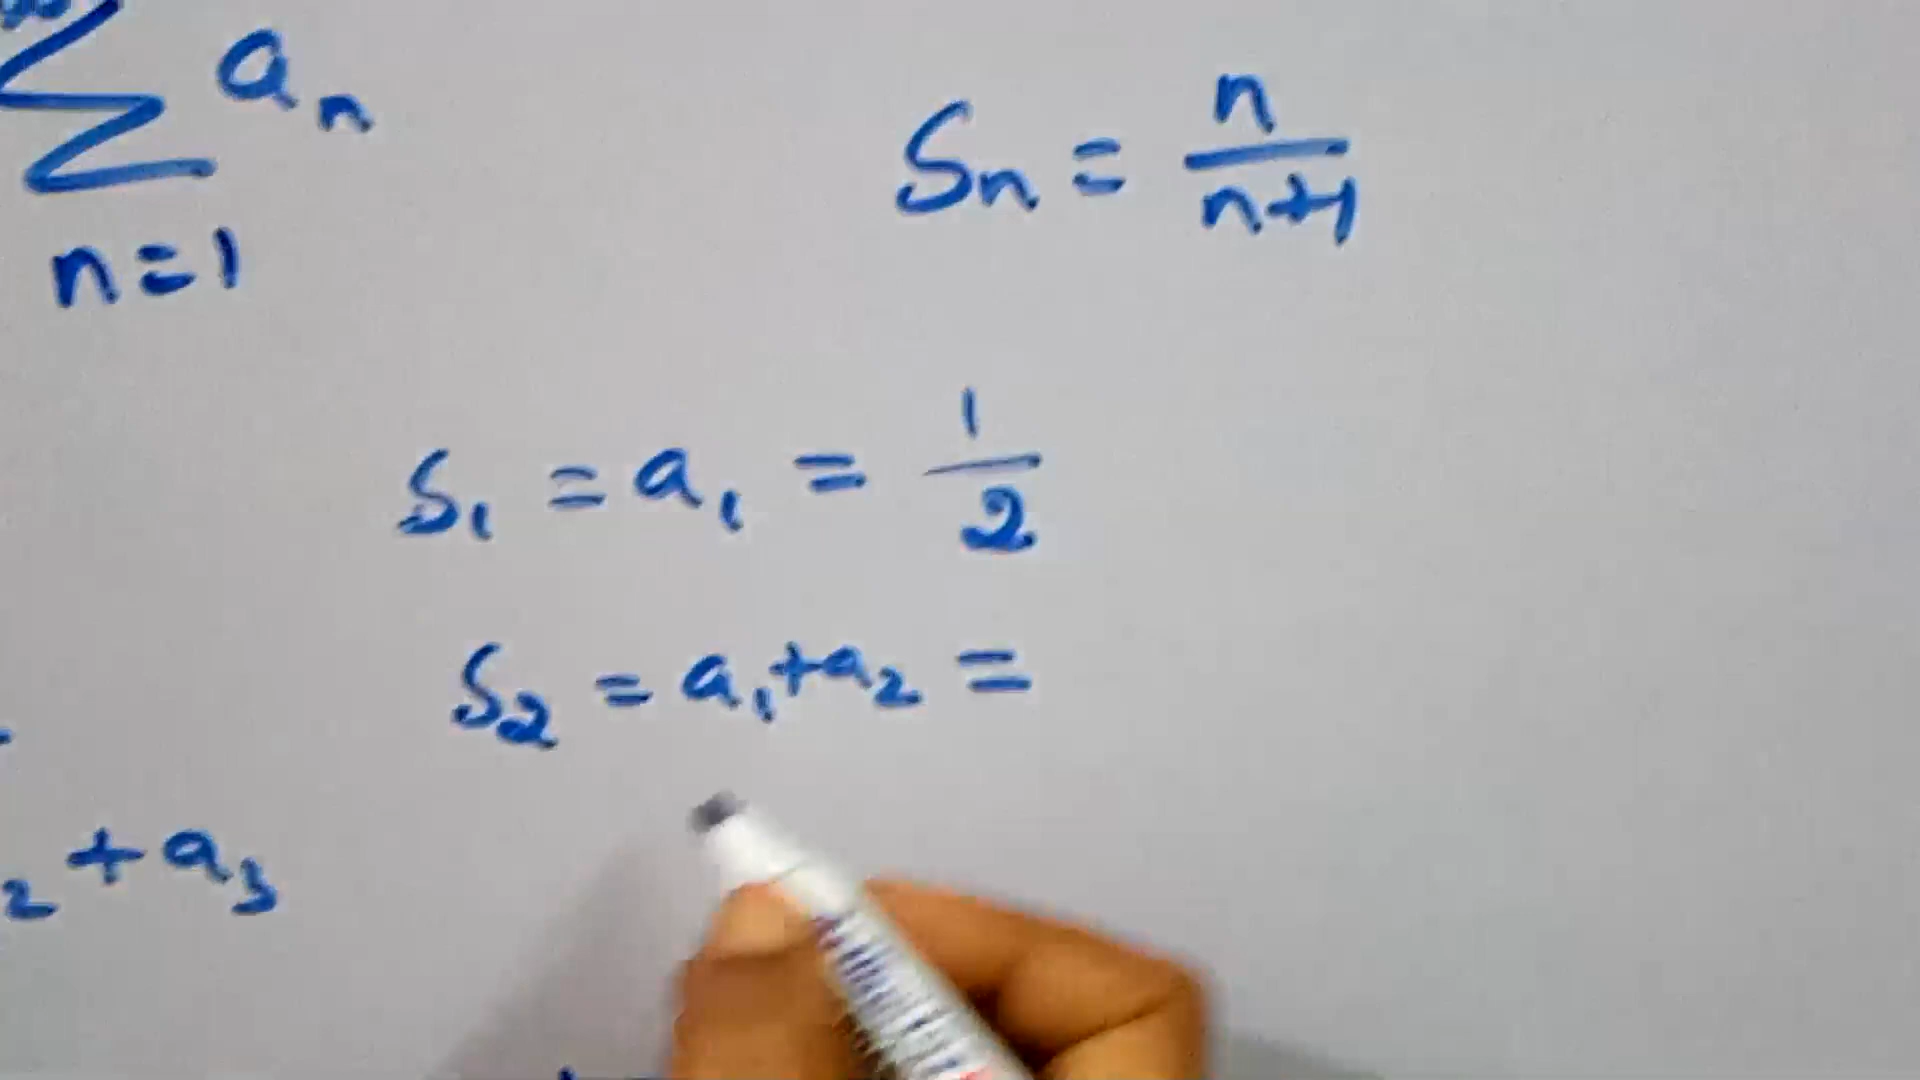 ∞
∑ aₙ
n=1
Sₙ = n/(n+1)
S₁ = a₁ = 1/2
S₂ = a₁+a₂ =
₂ + a₃